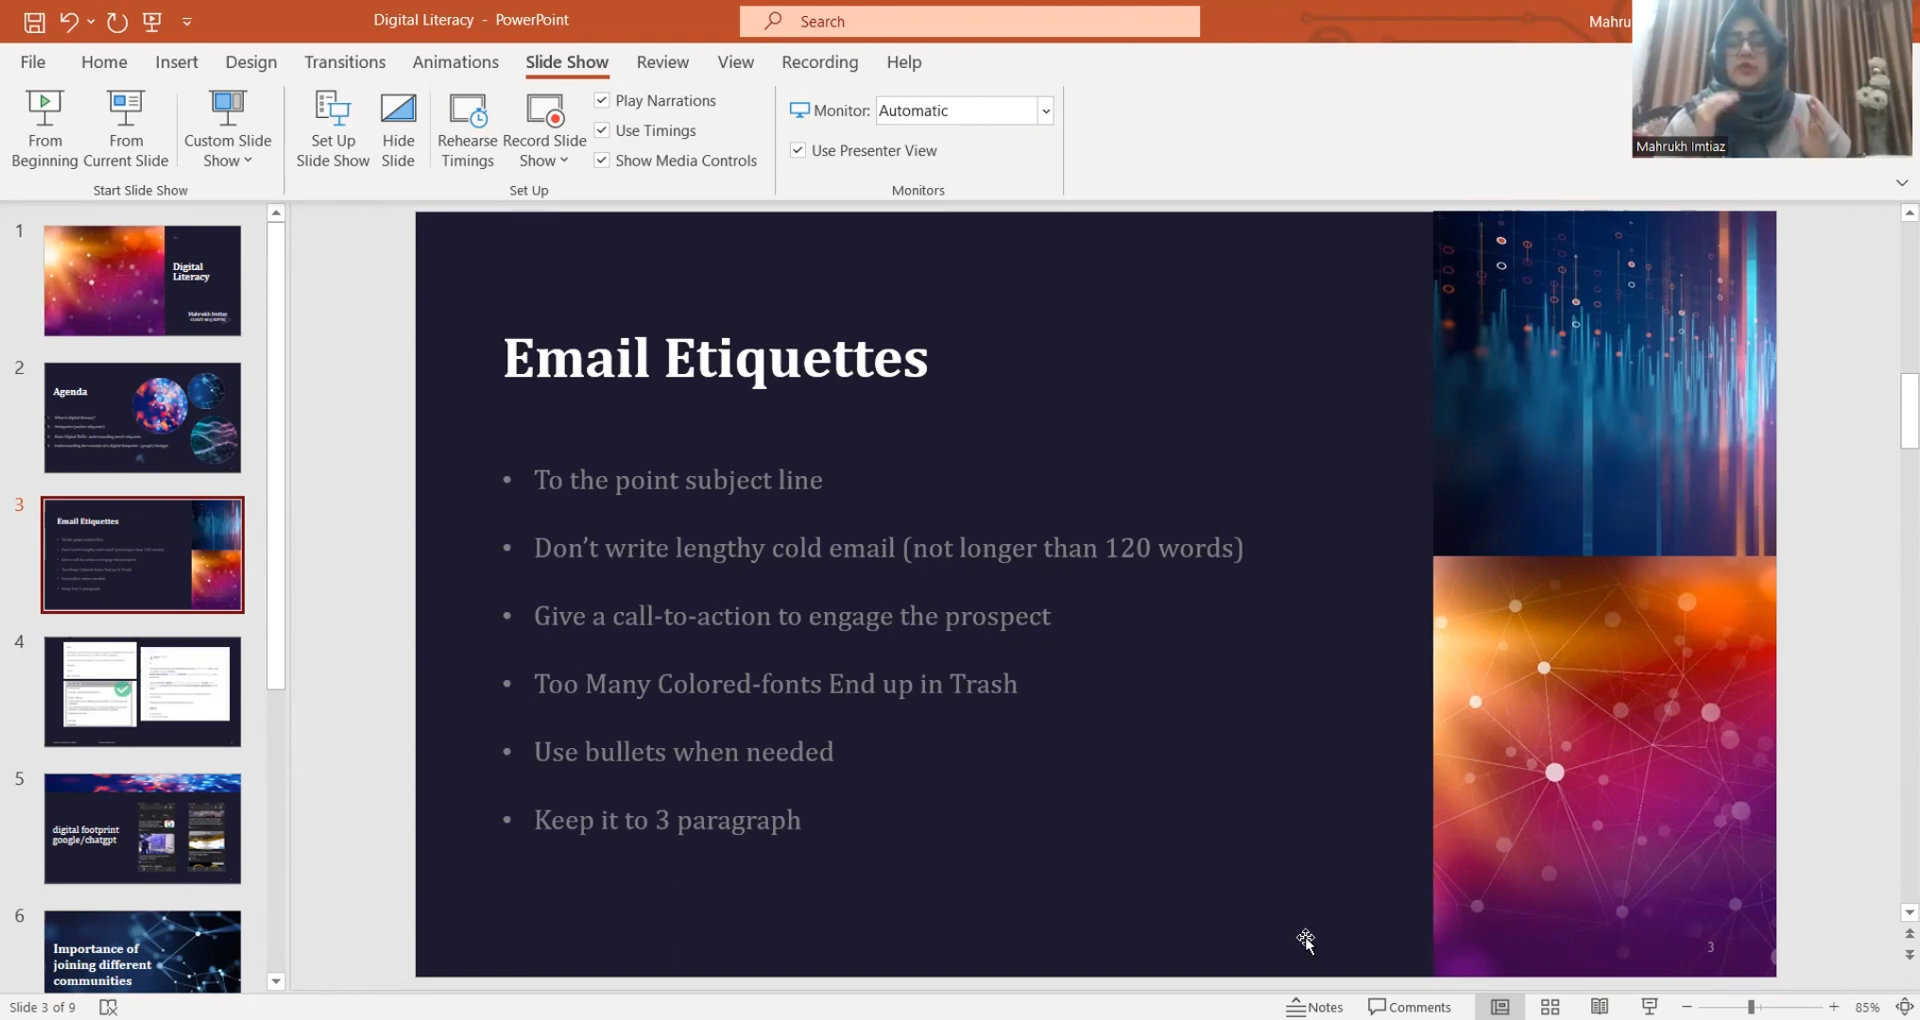 Digital Literacy - PowerPoint
Search
Mahru
File Home Insert Design Transitions Animations Slide Show Review View Recording Help
From Beginning
From Current Slide
Custom Slide Show
Set Up Slide Show
Hide Slide
Rehearse Timings
Record Slide Show
Play Narrations
Use Timings
Show Media Controls
Monitor: Automatic
Use Presenter View
Start Slide Show
Set Up
Monitors
Mahrukh Imtiaz
1
Digital
Literacy
Mahrukh Imtiaz
2
Agenda
3
Email Etiquettes
4
5
digital footprint
google/chatgpt
6
Importance of
joining different
communities
Email Etiquettes
• To the point subject line
• Don’t write lengthy cold email (not longer than 120 words)
• Give a call-to-action to engage the prospect
• Too Many Colored-fonts End up in Trash
• Use bullets when needed
• Keep it to 3 paragraph
3
Slide 3 of 9
Notes
Comments
85%